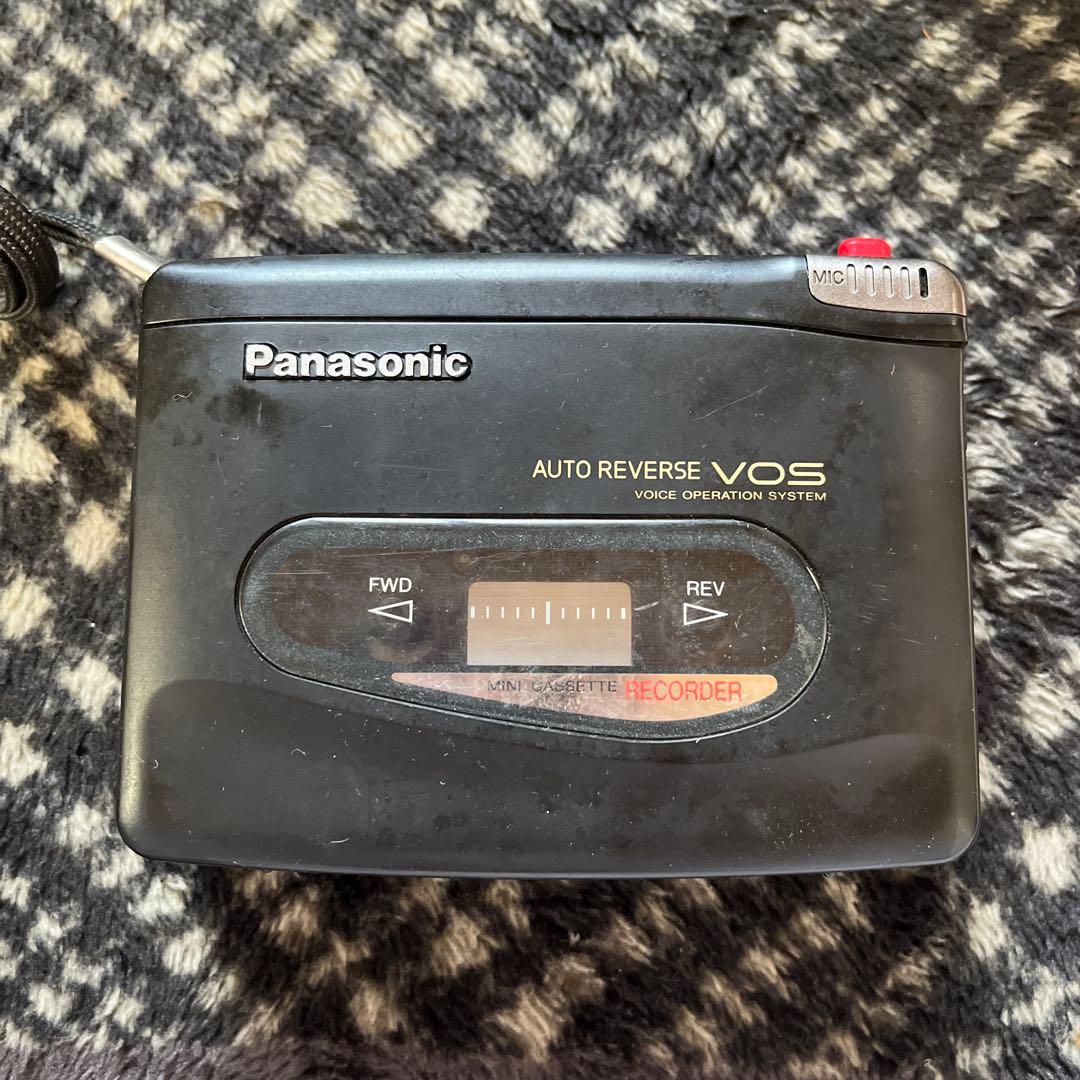 MIC
Panasonic
AUTO REVERSE VOS
VOICE OPERATION SYSTEM
FWD REV
MINI CASSETTE RECORDER